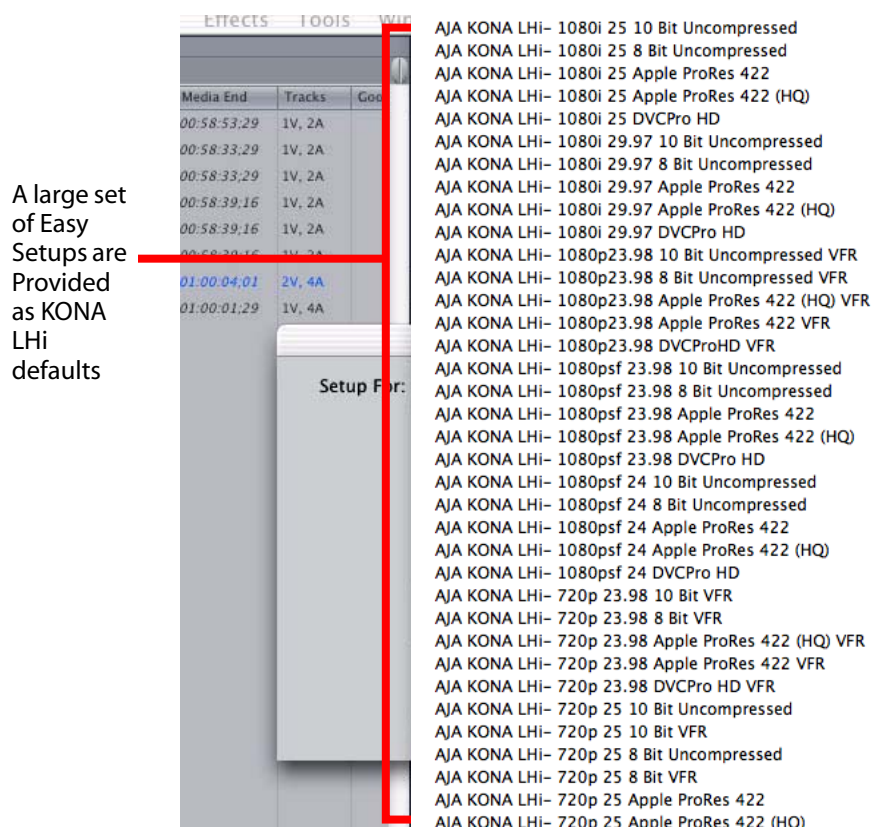 Effects Tools
Media End Tracks
00:58:53;29 1V, 2A
00:58:33;29 1V, 2A
00:58:33;29 1V, 2A
00:58:39;16 1V, 2A
00:58:39;16 1V, 2A
00:58:39;16 1V, 2A
01:00:04;01 2V, 4A
01:00:01;29 1V, 4A
A large set
of Easy
Setups are
Provided
as KONA
LHi
defaults
Setup For:
AJA KONA LHi– 1080i 25 10 Bit Uncompressed
AJA KONA LHi– 1080i 25 8 Bit Uncompressed
AJA KONA LHi– 1080i 25 Apple ProRes 422
AJA KONA LHi– 1080i 25 Apple ProRes 422 (HQ)
AJA KONA LHi– 1080i 25 DVCPro HD
AJA KONA LHi– 1080i 29.97 10 Bit Uncompressed
AJA KONA LHi– 1080i 29.97 8 Bit Uncompressed
AJA KONA LHi– 1080i 29.97 Apple ProRes 422
AJA KONA LHi– 1080i 29.97 Apple ProRes 422 (HQ)
AJA KONA LHi– 1080i 29.97 DVCPro HD
AJA KONA LHi– 1080p23.98 10 Bit Uncompressed VFR
AJA KONA LHi– 1080p23.98 8 Bit Uncompressed VFR
AJA KONA LHi– 1080p23.98 Apple ProRes 422 (HQ) VFR
AJA KONA LHi– 1080p23.98 Apple ProRes 422 VFR
AJA KONA LHi– 1080p23.98 DVCProHD VFR
AJA KONA LHi– 1080psf 23.98 10 Bit Uncompressed
AJA KONA LHi– 1080psf 23.98 8 Bit Uncompressed
AJA KONA LHi– 1080psf 23.98 Apple ProRes 422
AJA KONA LHi– 1080psf 23.98 Apple ProRes 422 (HQ)
AJA KONA LHi– 1080psf 23.98 DVCPro HD
AJA KONA LHi– 1080psf 24 10 Bit Uncompressed
AJA KONA LHi– 1080psf 24 8 Bit Uncompressed
AJA KONA LHi– 1080psf 24 Apple ProRes 422
AJA KONA LHi– 1080psf 24 Apple ProRes 422 (HQ)
AJA KONA LHi– 1080psf 24 DVCPro HD
AJA KONA LHi– 720p 23.98 10 Bit VFR
AJA KONA LHi– 720p 23.98 8 Bit VFR
AJA KONA LHi– 720p 23.98 Apple ProRes 422 (HQ) VFR
AJA KONA LHi– 720p 23.98 Apple ProRes 422 VFR
AJA KONA LHi– 720p 23.98 DVCPro HD VFR
AJA KONA LHi– 720p 25 10 Bit Uncompressed
AJA KONA LHi– 720p 25 10 Bit VFR
AJA KONA LHi– 720p 25 8 Bit Uncompressed
AJA KONA LHi– 720p 25 8 Bit VFR
AJA KONA LHi– 720p 25 Apple ProRes 422
AJA KONA LHi– 720p 25 Apple ProRes 422 (HQ)